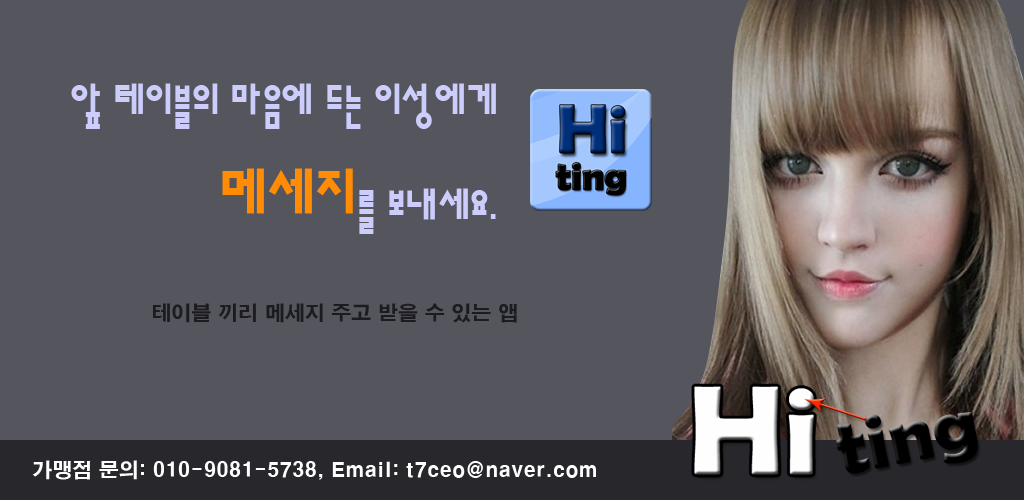 앞 테이블의 마음에 드는 이성에게
메세지를 보내세요.
Hi
ting
테이블 끼리 메세지 주고 받을 수 있는 앱
Hi
ting
가맹점 문의: 010-9081-5738, Email: t7ceo@naver.com